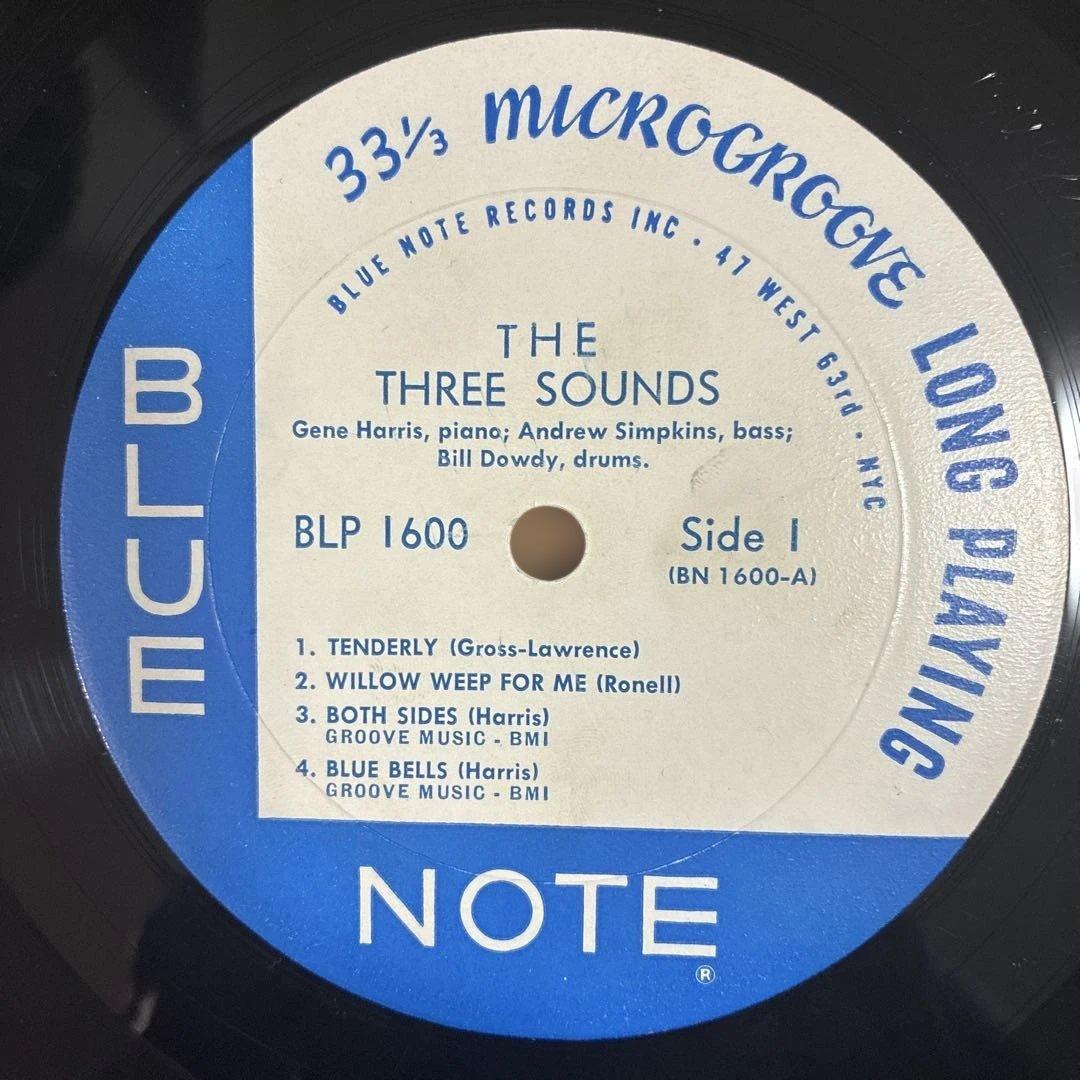 33⅓ MICROGROOVE LONG PLAYING
BLUE NOTE RECORDS INC • 47 WEST 63rd • NYC
THE
THREE SOUNDS
Gene Harris, piano; Andrew Simpkins, bass;
Bill Dowdy, drums.
BLP 1600
Side 1
(BN 1600-A)
1. TENDERLY (Gross-Lawrence)
2. WILLOW WEEP FOR ME (Ronell)
3. BOTH SIDES (Harris)
GROOVE MUSIC - BMI
4. BLUE BELLS (Harris)
GROOVE MUSIC - BMI
BLUE
NOTE
®